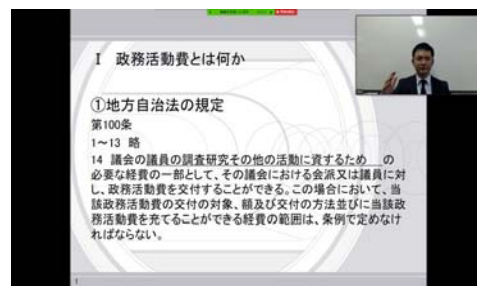 Ⅰ 政務活動費とは何か
①地方自治法の規定
第100条
1～13 略
14 議会の議員の調査研究その他の活動に資するため の
必要な経費の一部として、その議会における会派又は議員に対
し、政務活動費を交付することができる。この場合において、当
該政務活動費の交付の対象、額及び交付の方法並びに当該政
務活動費を充てることができる経費の範囲は、条例で定めなけ
ればならない。